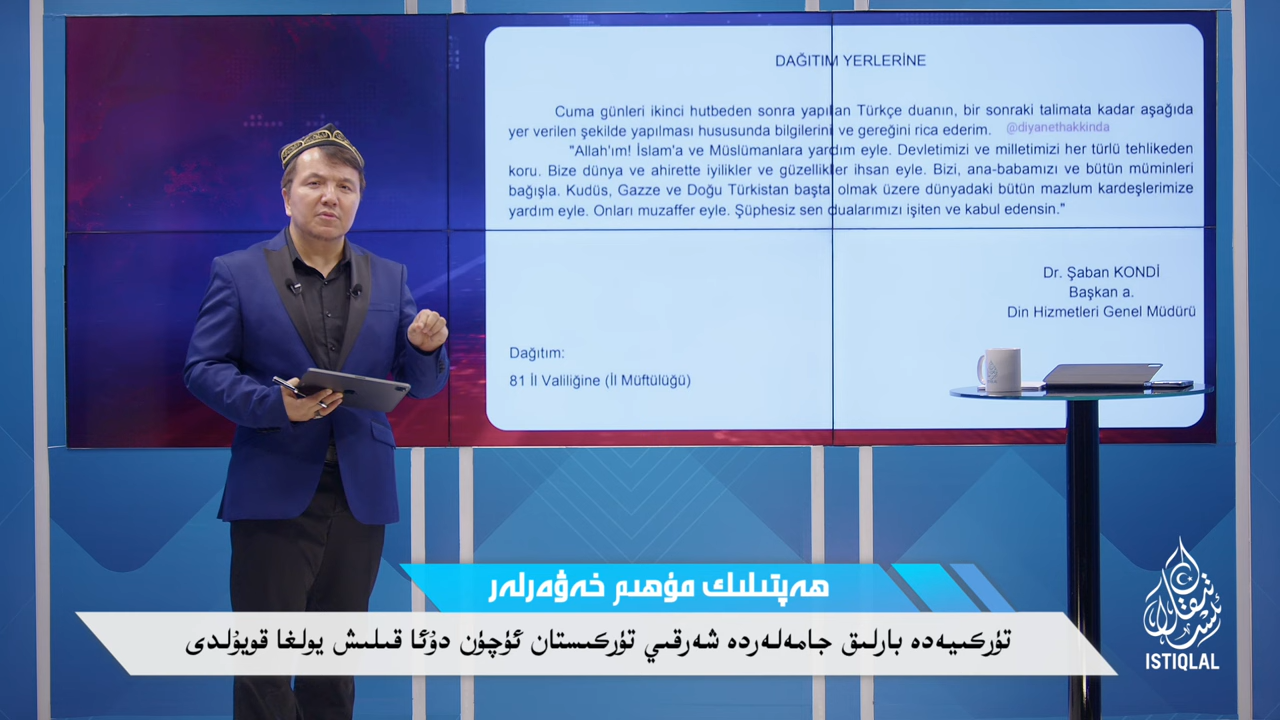 DAĞITIM YERLERİNE
Cuma günleri ikinci hutbeden sonra yapılan Türkçe duanın, bir sonraki talimata kadar aşağıda
yer verilen şekilde yapılması hususunda bilgilerini ve gereğini rica ederim. @diyanethakkinda
"Allah'ım! İslam'a ve Müslümanlara yardım eyle. Devletimizi ve milletimizi her türlü tehlikeden
koru. Bize dünya ve ahirette iyilikler ve güzellikler ihsan eyle. Bizi, ana-babamızı ve bütün müminleri
bağışla. Kudüs, Gazze ve Doğu Türkistan başta olmak üzere dünyadaki bütün mazlum kardeşlerimize
yardım eyle. Onları muzaffer eyle. Şüphesiz sen dualarımızı işiten ve kabul edensin."
Dr. Şaban KONDİ
Başkan a.
Din Hizmetleri Genel Müdürü
Dağıtım:
81 İl Valiliğine (İl Müftülüğü)
ھەپتىلىك مۇھىم خەۋەرلەر
تۈركىيەدە بارلىق جامەلەردە شەرقىي تۈركىستان ئۈچۈن دۇئا قىلىش يولغا قويۇلدى
ئىستىقلال
ISTIQLAL